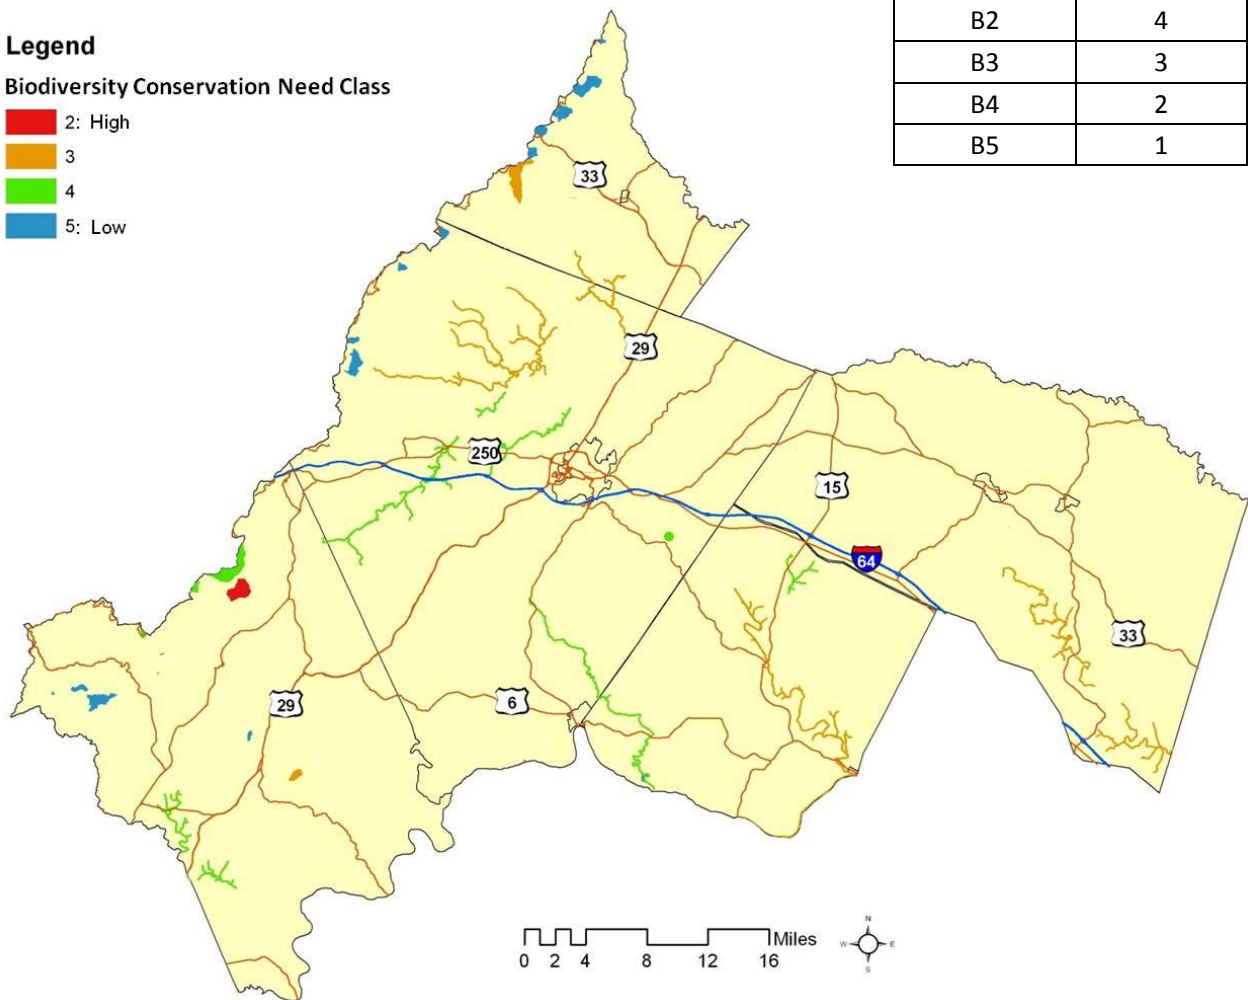 Legend
Biodiversity Conservation Need Class
2: High
3
4
5: Low
B2 4
B3 3
B4 2
B5 1
33
29
250
15
64
33
29
6
Miles
0 2 4 8 12 16
N
W E
S